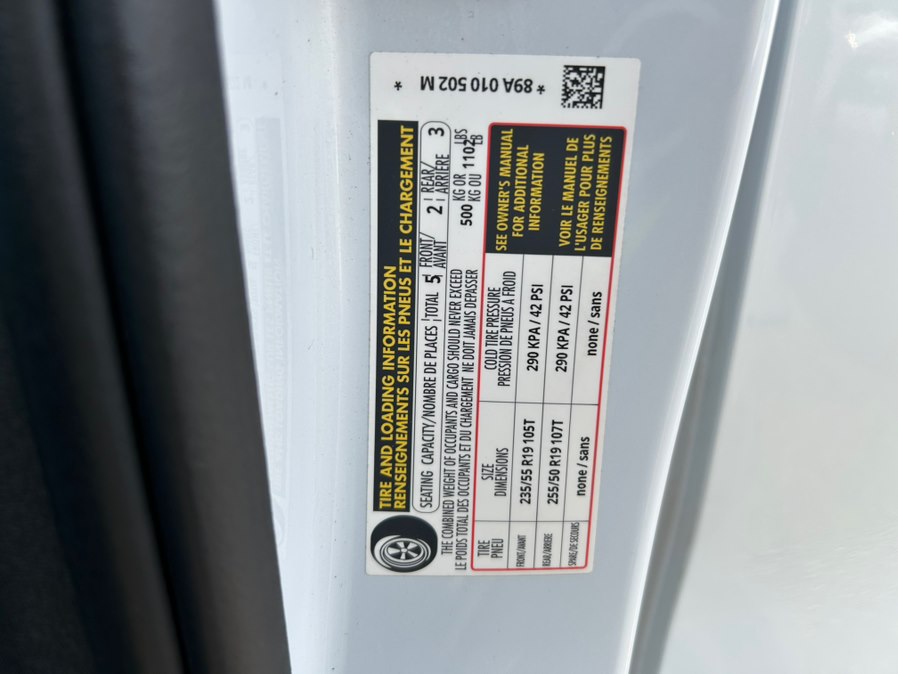 * 89A 010 502 M *
TIRE AND LOADING INFORMATION
RENSEIGNEMENTS SUR LES PNEUS ET LE CHARGEMENT
SEATING CAPACITY/NOMBRE DE PLACES TOTAL 5 FRONT/AVANT 2 REAR/ARRIÈRE 3
THE COMBINED WEIGHT OF OCCUPANTS AND CARGO SHOULD NEVER EXCEED
LE POIDS TOTAL DES OCCUPANTS ET DU CHARGEMENT NE DOIT JAMAIS DEPASSER
500 KG OR 1102 LBS
KG OU LB
TIRE SIZE COLD TIRE PRESSURE
PNEU DIMENSIONS PRESSION DE PNEUS À FROID
FRONT/AVANT 235/55 R19 105T 290 KPA / 42 PSI
REAR/ARRIERE 255/50 R19 107T 290 KPA / 42 PSI
SPARE/DE SECOURS none / sans none / sans
SEE OWNER'S MANUAL
FOR ADDITIONAL
INFORMATION
VOIR LE MANUEL DE
L'USAGER POUR PLUS
DE RENSEIGNEMENTS